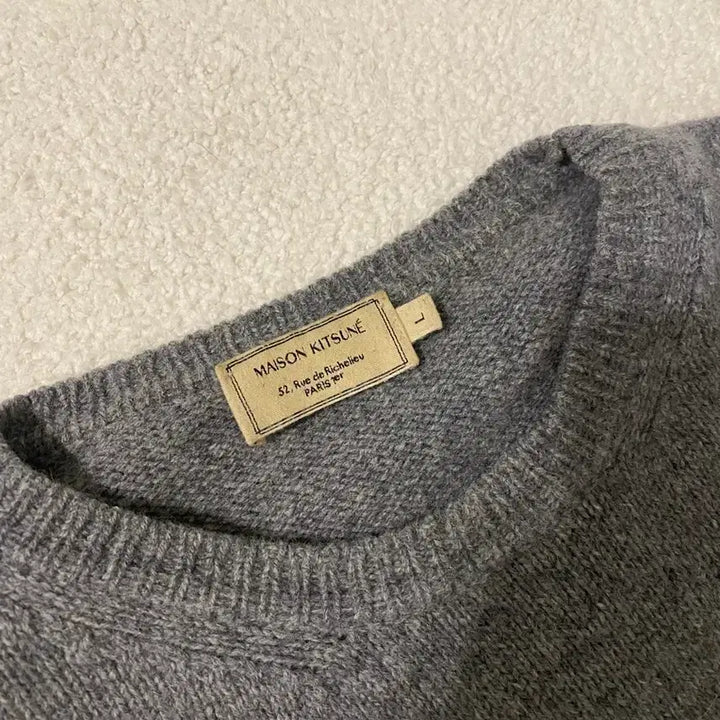 MAISON KITSUNÉ
52, Rue de Richelieu
PARIS 1er
L